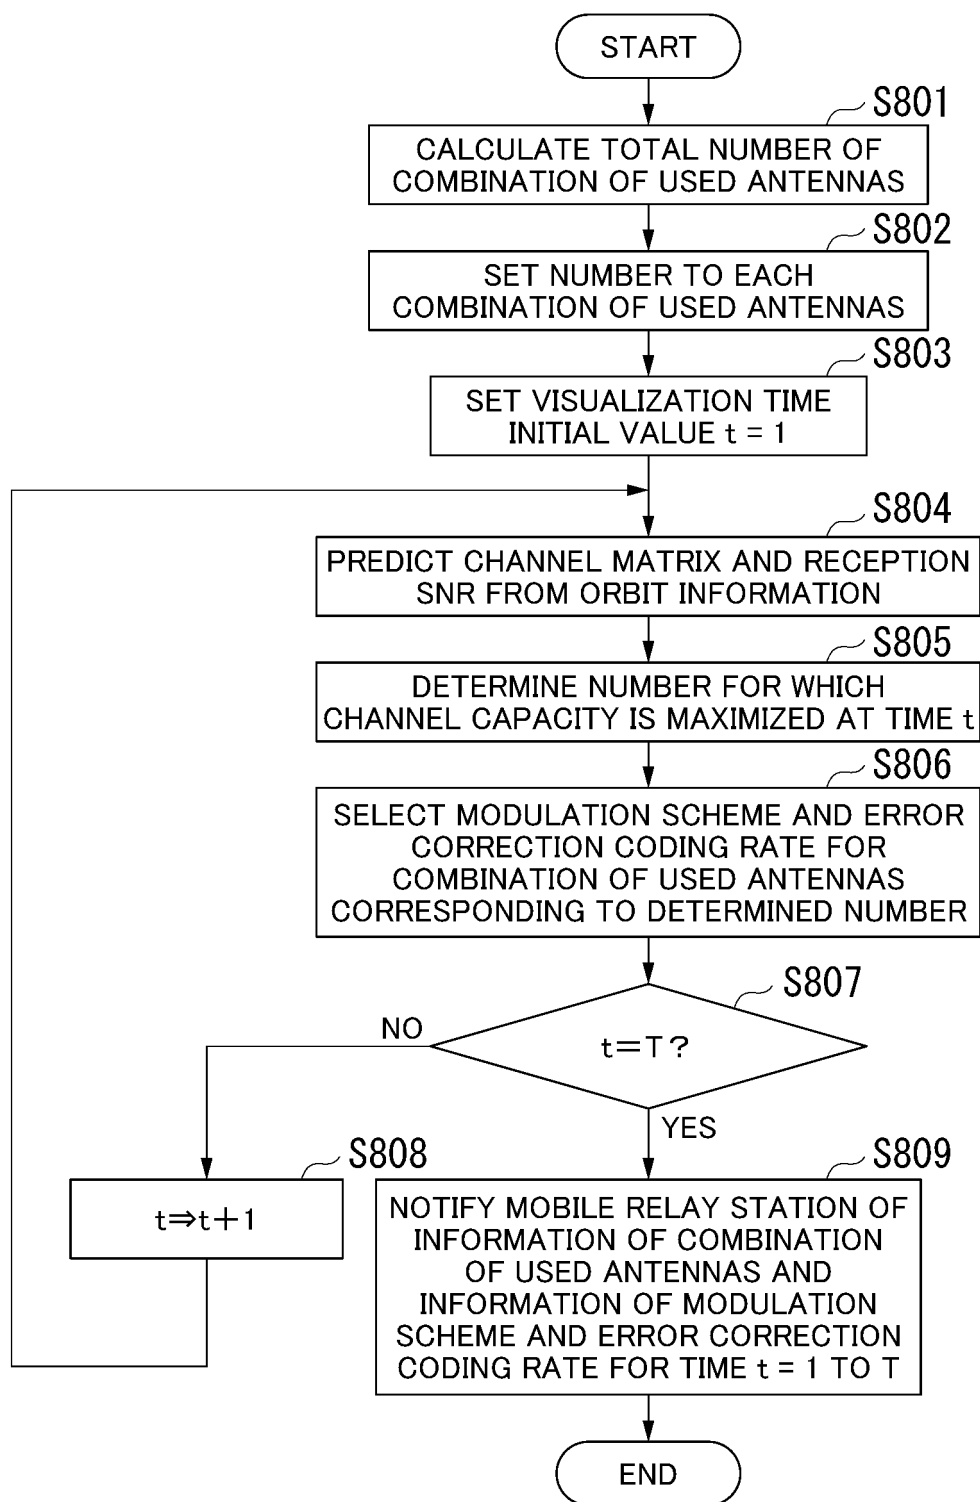 START
S801
CALCULATE TOTAL NUMBER OF
COMBINATION OF USED ANTENNAS
S802
SET NUMBER TO EACH
COMBINATION OF USED ANTENNAS
S803
SET VISUALIZATION TIME
INITIAL VALUE t = 1
S804
PREDICT CHANNEL MATRIX AND RECEPTION
SNR FROM ORBIT INFORMATION
S805
DETERMINE NUMBER FOR WHICH
CHANNEL CAPACITY IS MAXIMIZED AT TIME t
S806
SELECT MODULATION SCHEME AND ERROR
CORRECTION CODING RATE FOR
COMBINATION OF USED ANTENNAS
CORRESPONDING TO DETERMINED NUMBER
S807
t=T?
NO
YES
S808
t⇒t+1
S809
NOTIFY MOBILE RELAY STATION OF
INFORMATION OF COMBINATION
OF USED ANTENNAS AND
INFORMATION OF MODULATION
SCHEME AND ERROR CORRECTION
CODING RATE FOR TIME t = 1 TO T
END